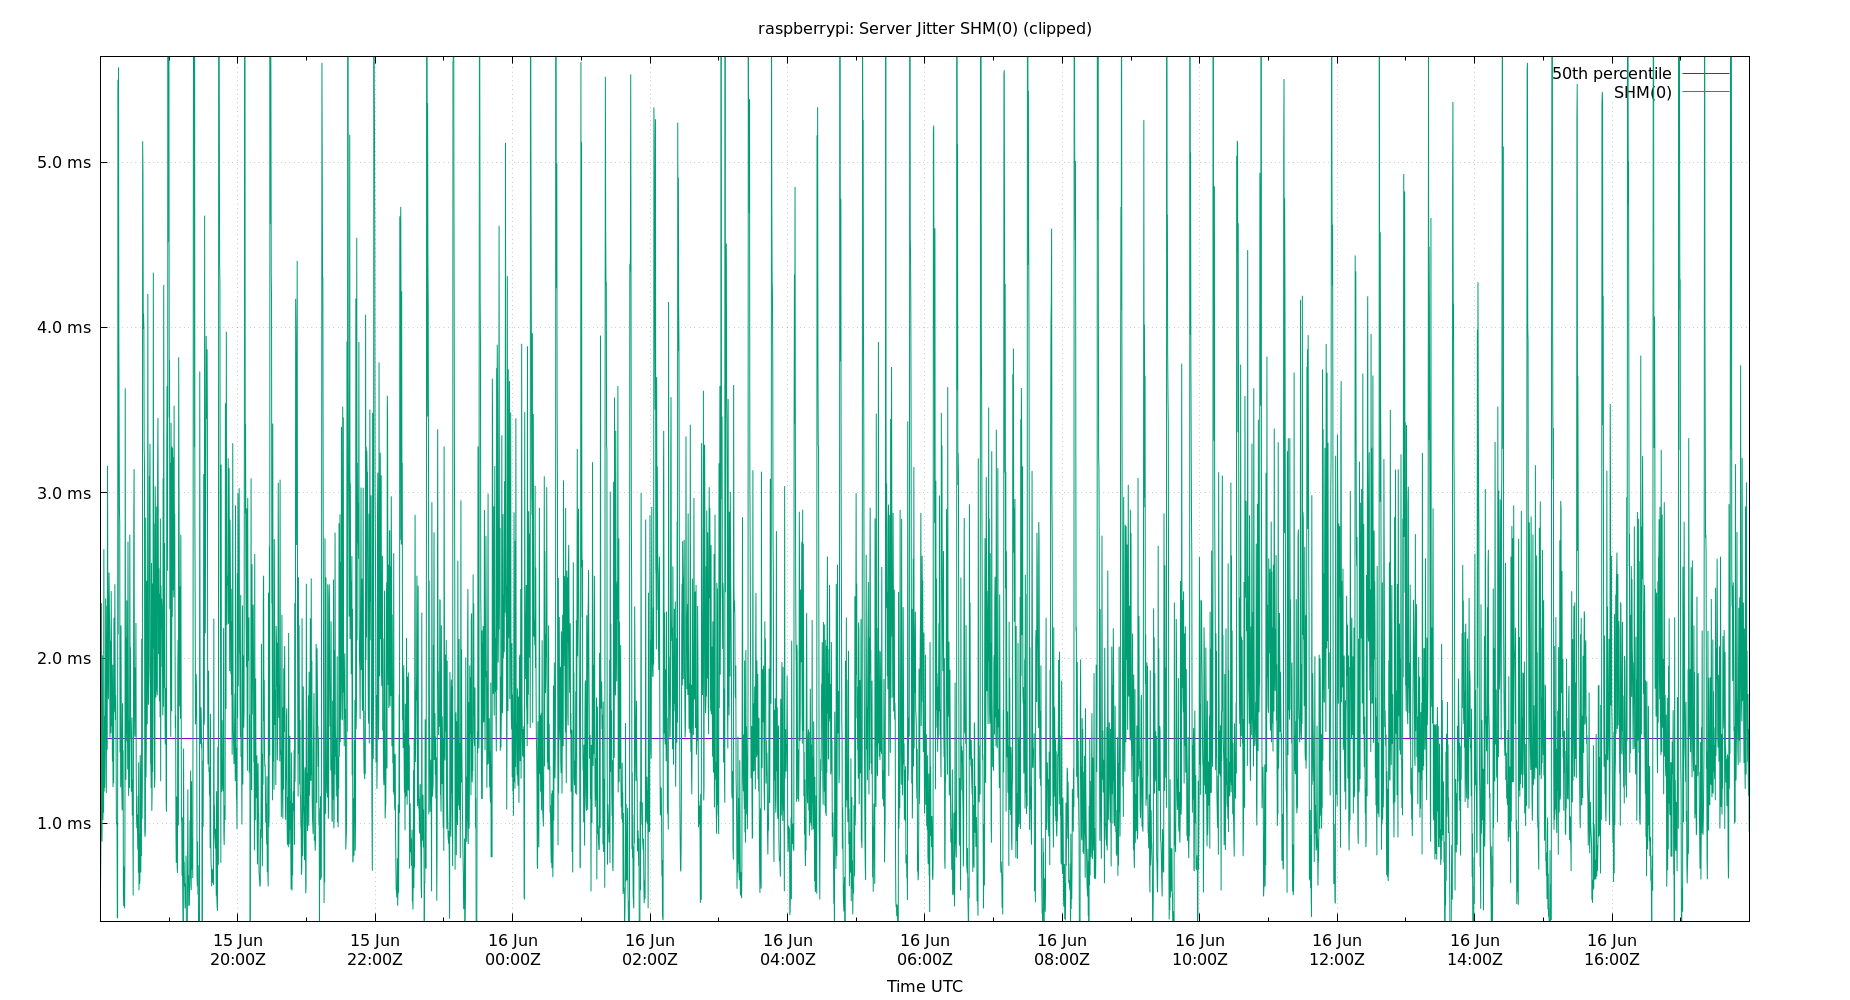 raspberrypi: Server Jitter SHM(0) (clipped)
50th percentile
SHM(0)
5.0 ms
4.0 ms
3.0 ms
2.0 ms
1.0 ms
15 Jun 15 Jun 16 Jun 16 Jun 16 Jun 16 Jun 16 Jun 16 Jun 16 Jun 16 Jun 16 Jun
20:00Z 22:00Z 00:00Z 02:00Z 04:00Z 06:00Z 08:00Z 10:00Z 12:00Z 14:00Z 16:00Z
Time UTC